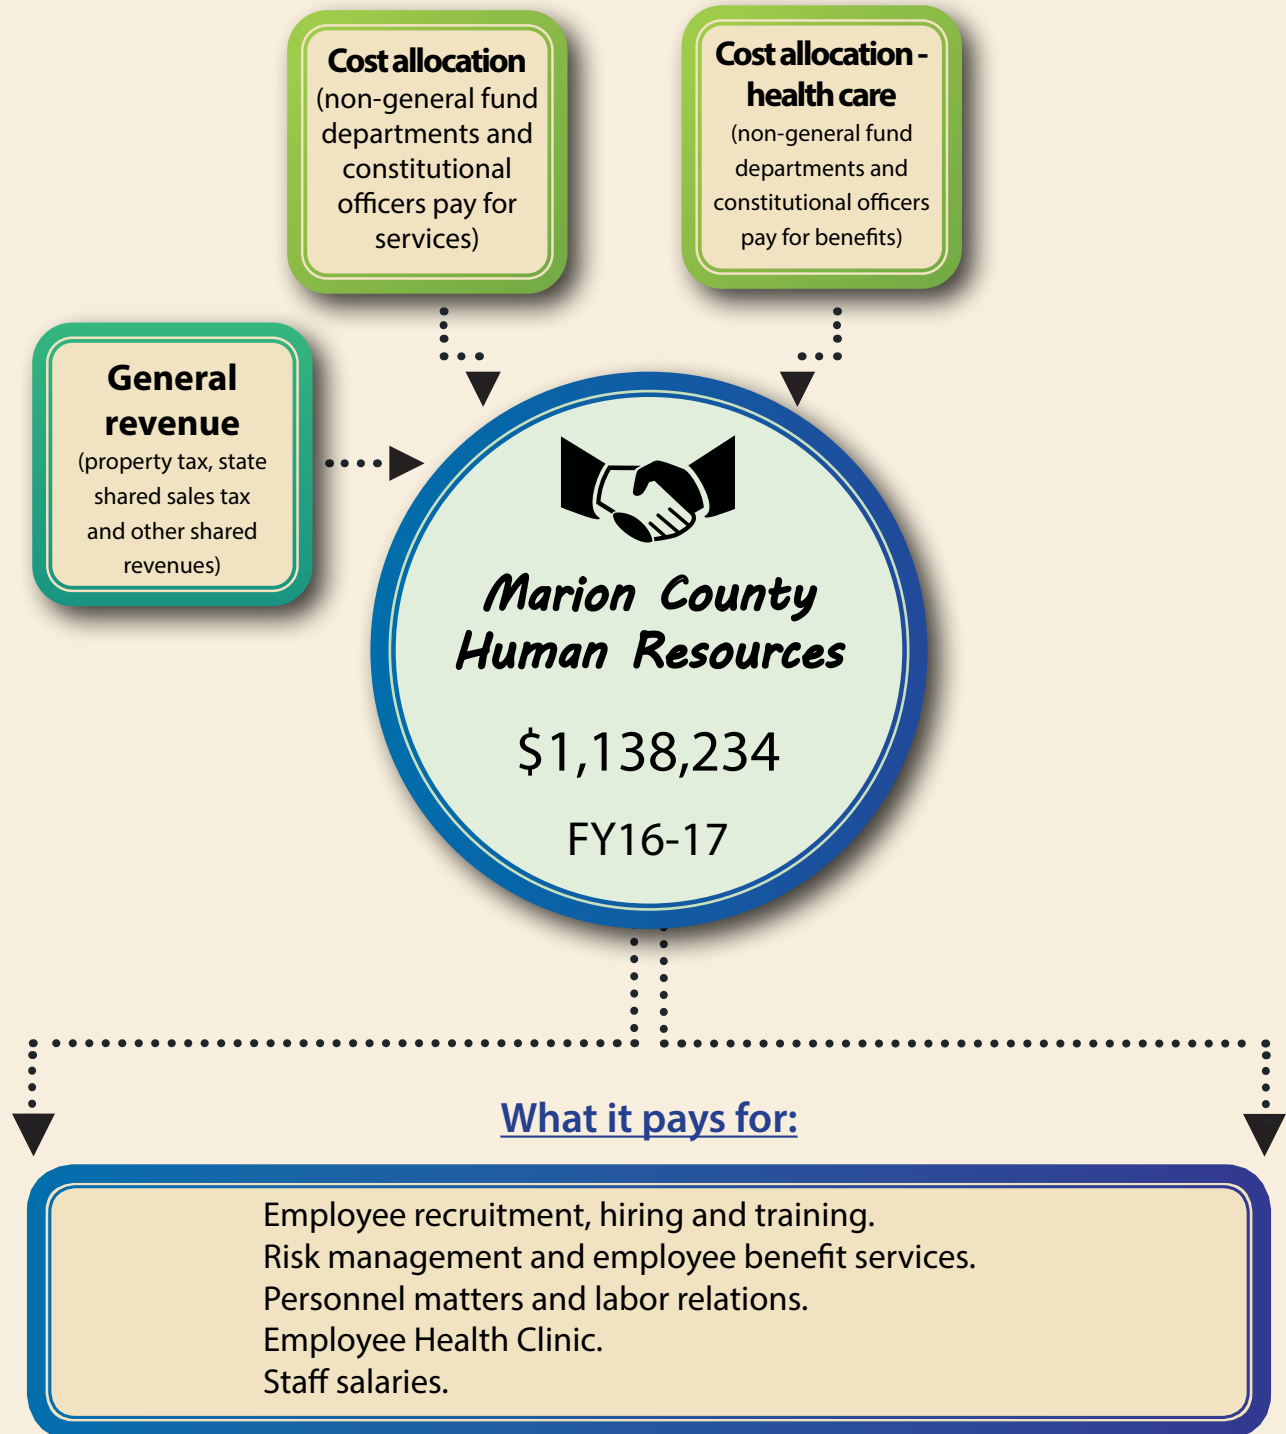 Cost allocation
(non-general fund
departments and
constitutional
officers pay for
services)
Cost allocation -
health care
(non-general fund
departments and
constitutional officers
pay for benefits)
General
revenue
(property tax, state
shared sales tax
and other shared
revenues)
Marion County
Human Resources
$1,138,234
FY16-17
What it pays for:
Employee recruitment, hiring and training.
Risk management and employee benefit services.
Personnel matters and labor relations.
Employee Health Clinic.
Staff salaries.